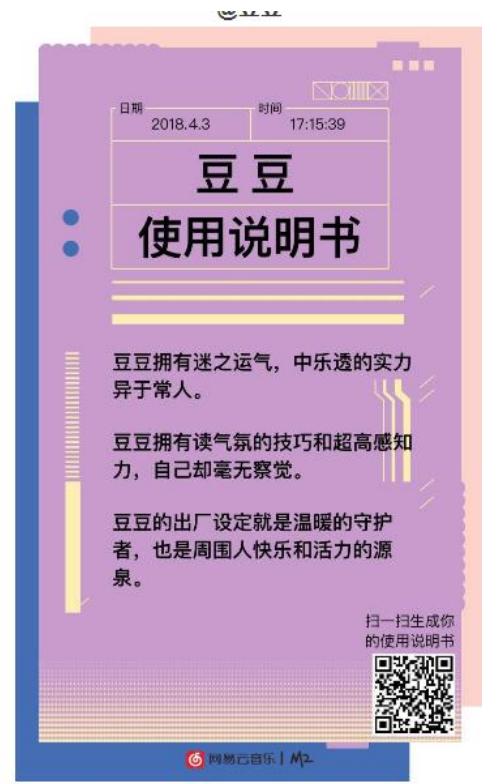 @豆豆
日期
2018.4.3
时间
17:15:39
豆豆
使用说明书
豆豆拥有迷之运气，中乐透的实力
异于常人。
豆豆拥有读气氛的技巧和超高感知
力，自己却毫无察觉。
豆豆的出厂设定就是温暖的守护
者，也是周围人快乐和活力的源
泉。
扫一扫生成你
的使用说明书
网易云音乐 | M2